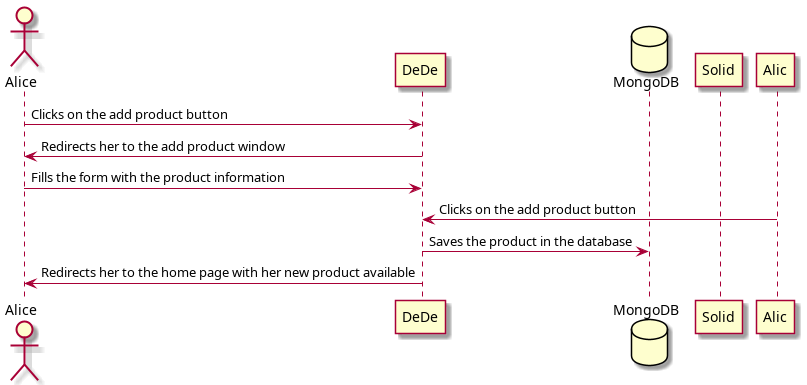 Alice
DeDe
MongoDB
Solid
Alic
Clicks on the add product button
Redirects her to the add product window
Fills the form with the product information
Clicks on the add product button
Saves the product in the database
Redirects her to the home page with her new product available
Alice
DeDe
MongoDB
Solid
Alic